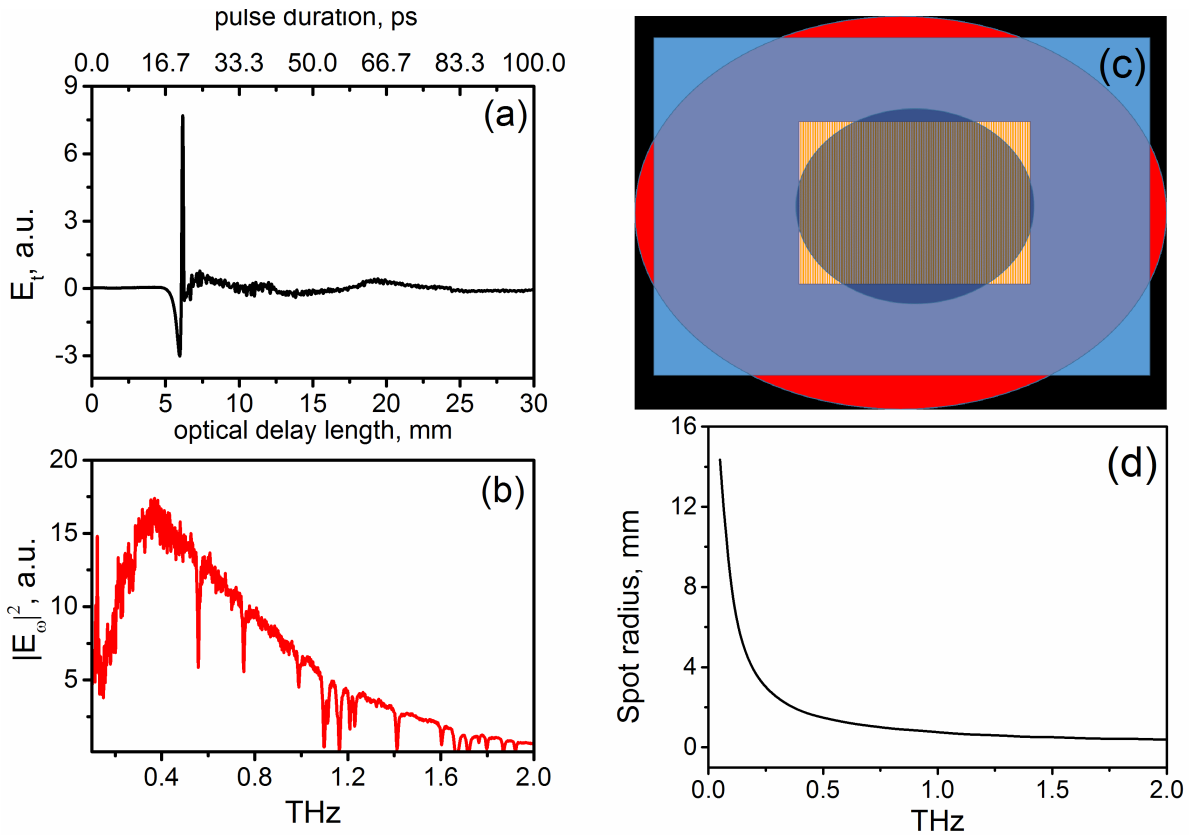 pulse duration, ps
0.0 16.7 33.3 50.0 66.7 83.3 100.0
(a)
9
6
3
0
-3
E_t, a.u.
0 5 10 15 20 25 30
optical delay length, mm
(b)
20
15
10
5
|E_ω|², a.u.
0.4 0.8 1.2 1.6 2.0
THz
(c)
(d)
16
12
8
4
0
Spot radius, mm
0.0 0.5 1.0 1.5 2.0
THz